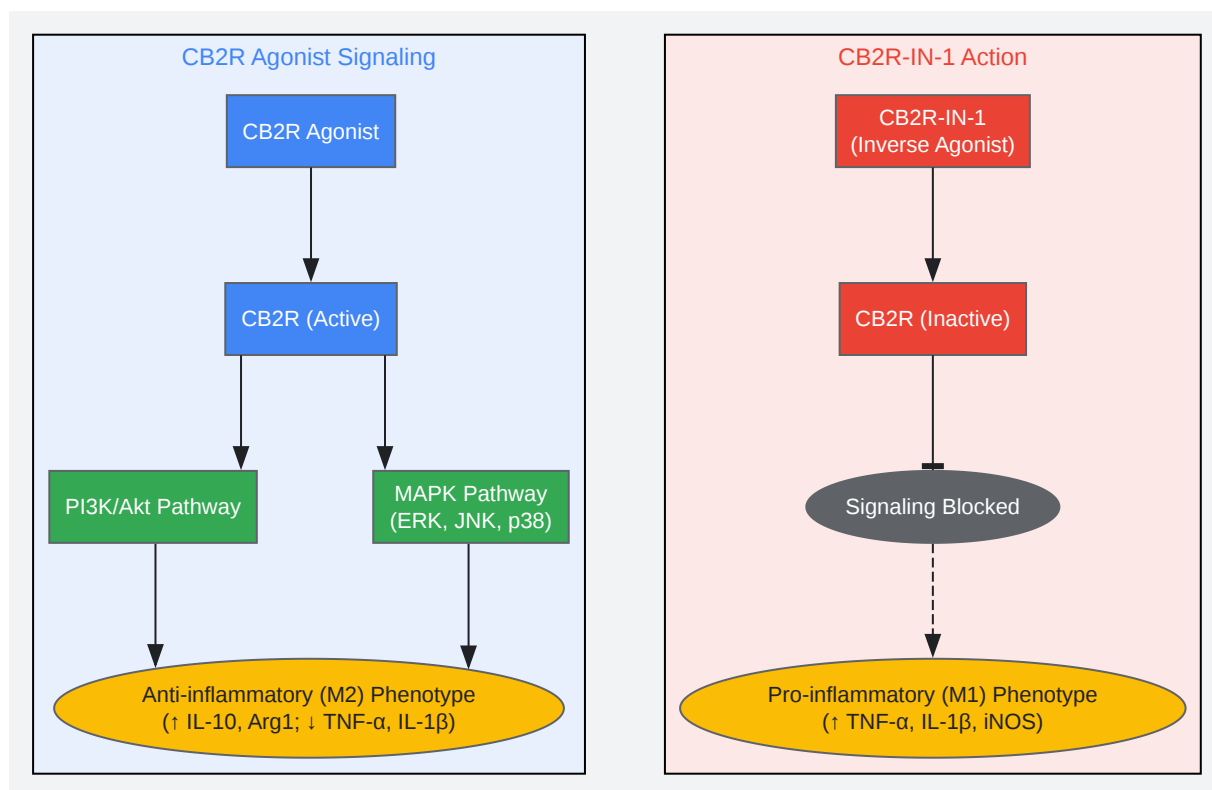 CB2R Agonist Signaling
CB2R Agonist
CB2R (Active)
PI3K/Akt Pathway
MAPK Pathway
(ERK, JNK, p38)
Anti-inflammatory (M2) Phenotype
(↑ IL-10, Arg1; ↓ TNF-α, IL-1β)
CB2R-IN-1 Action
CB2R-IN-1
(Inverse Agonist)
CB2R (Inactive)
Signaling Blocked
Pro-inflammatory (M1) Phenotype
(↑ TNF-α, IL-1β, iNOS)